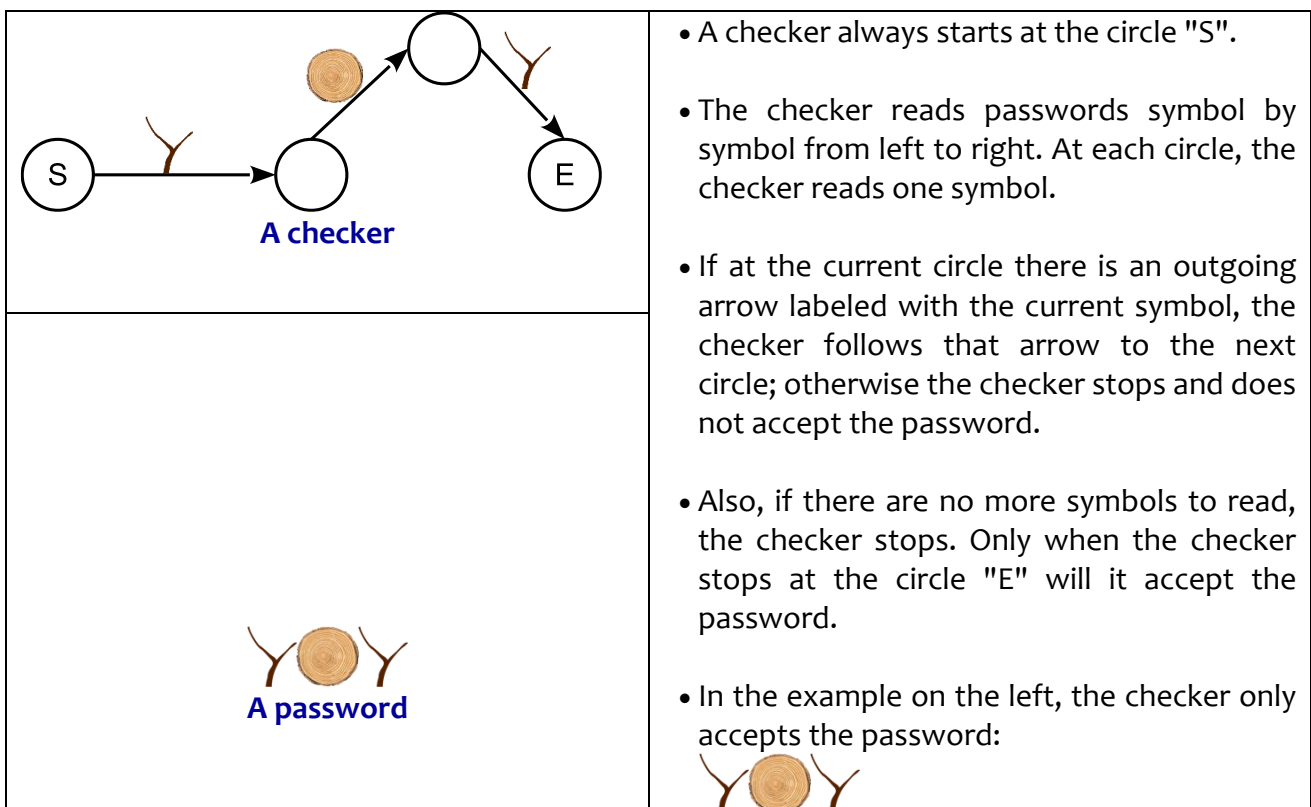 S
E
A checker
A password
• A checker always starts at the circle "S".
• The checker reads passwords symbol by
symbol from left to right. At each circle, the
checker reads one symbol.
• If at the current circle there is an outgoing
arrow labeled with the current symbol, the
checker follows that arrow to the next
circle; otherwise the checker stops and does
not accept the password.
• Also, if there are no more symbols to read,
the checker stops. Only when the checker
stops at the circle "E" will it accept the
password.
• In the example on the left, the checker only
accepts the password: